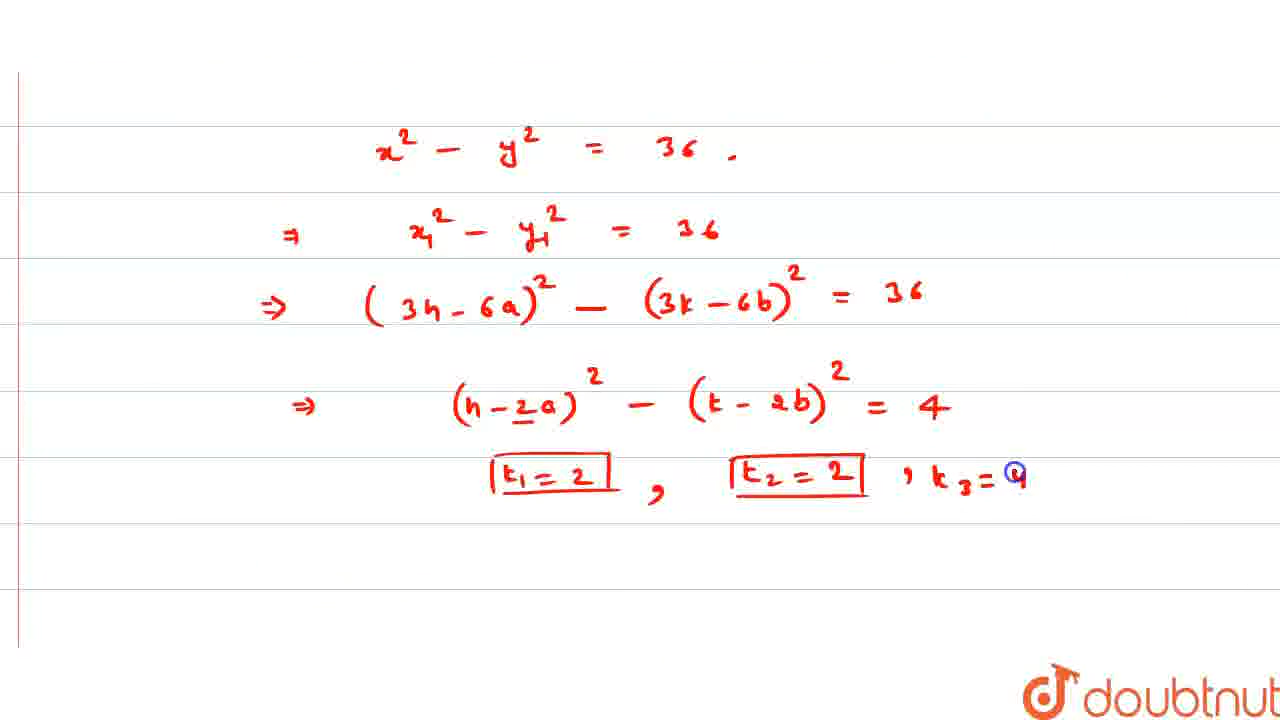 x² - y² = 36 .
⇒ x₁² - y₁² = 36
⇒ (3h - 6a)² - (3k - 6b)² = 36
⇒ (h - 2a)² - (k - 2b)² = 4
k₁ = 2 , k₂ = 2 , k₃ = 4
doubtnut